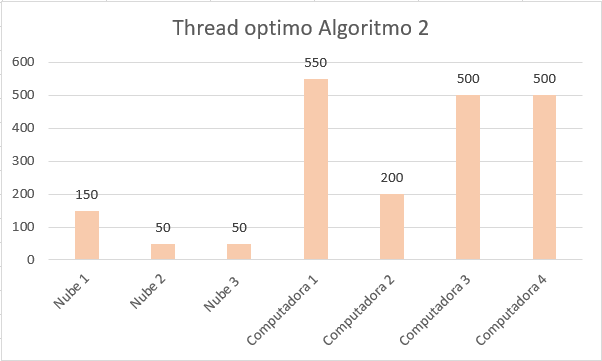 Thread optimo Algoritmo 2
600
500
400
300
200
100
0
150
50
50
550
200
500
500
Nube 1
Nube 2
Nube 3
Computadora 1
Computadora 2
Computadora 3
Computadora 4